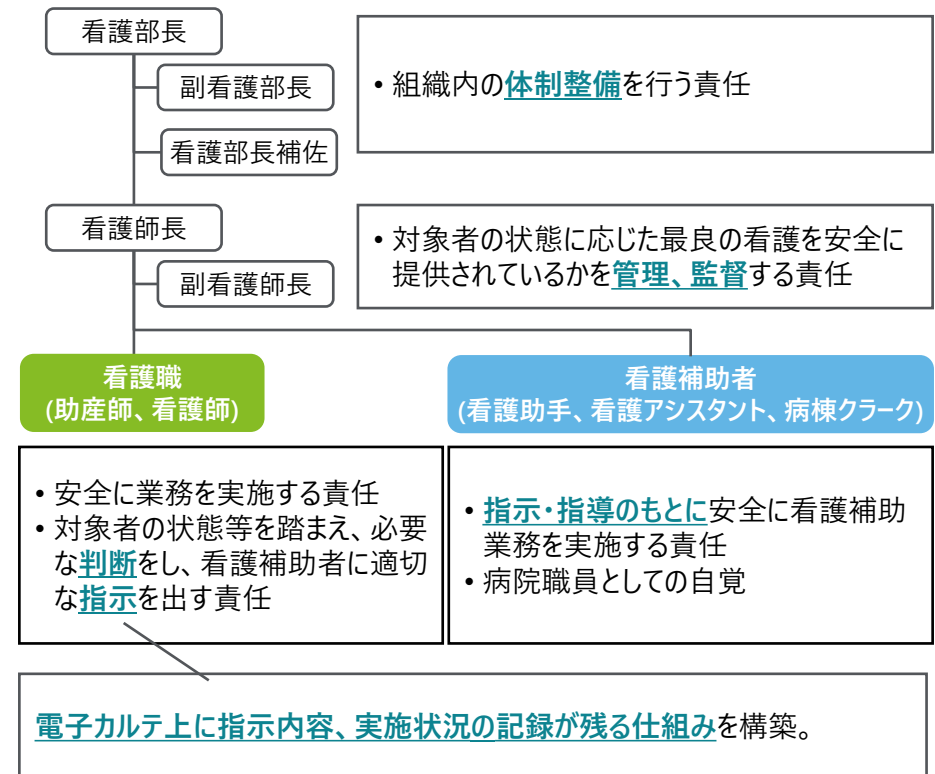 看護部長
副看護部長
看護部長補佐
• 組織内の体制整備を行う責任
看護師長
副看護師長
• 対象者の状態に応じた最良の看護を安全に
提供されているかを管理、監督する責任
看護職
(助産師、看護師)
看護補助者
(看護助手、看護アシスタント、病棟クラーク)
• 安全に業務を実施する責任
• 対象者の状態等を踏まえ、必要
な判断をし、看護補助者に適切
な指示を出す責任
• 指示・指導のもとに安全に看護補助
業務を実施する責任
• 病院職員としての自覚
電子カルテ上に指示内容、実施状況の記録が残る仕組みを構築。